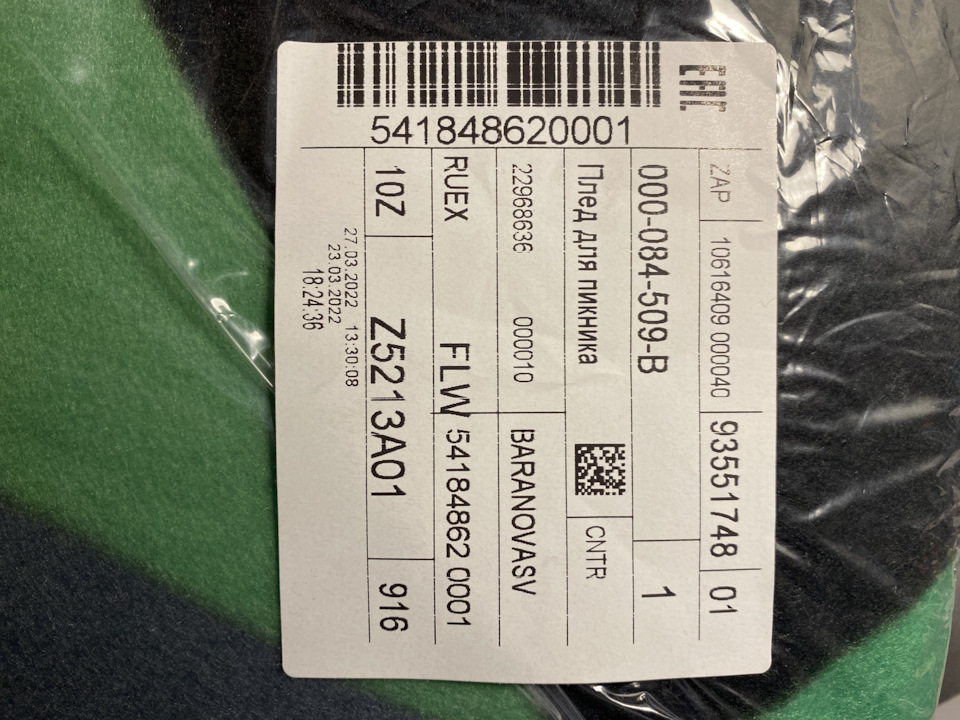 EAC
541848620001
ZAP 10616409 000040 93551748 01
000-084-509-B 1
Плед для пикника CNTR
22968636 000010 BARANOVASV
RUEX FLW 54184862 0001
10Z Z5213A01 916
27.03.2022 13:30:08
23.03.2022
18:24:36